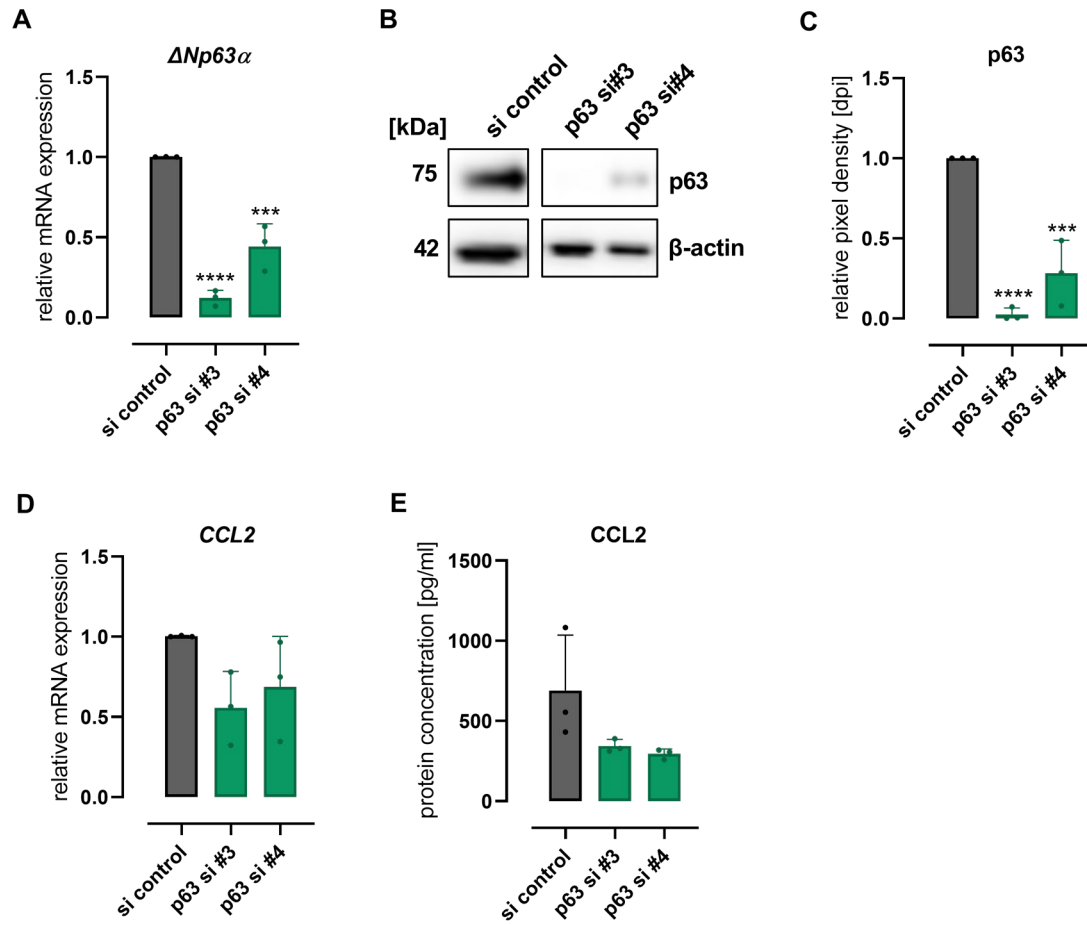 A
ΔNp63α
relative mRNA expression
1.5
1.0
0.5
0.0
****
***
si control
p63 si #3
p63 si #4
B
si control
p63 si#3
p63 si#4
[kDa]
75
p63
42
β-actin
C
p63
relative pixel density [dpi]
1.5
1.0
0.5
0.0
****
***
si control
p63 si #3
p63 si #4
D
CCL2
relative mRNA expression
1.5
1.0
0.5
0.0
si control
p63 si #3
p63 si #4
E
CCL2
protein concentration [pg/ml]
1500
1000
500
0
si control
p63 si #3
p63 si #4